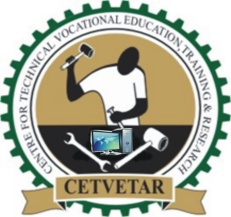 CENTRE FOR TECHNICAL VOCATIONAL EDUCATION, TRAINING & RESEARCH
CETVETAR